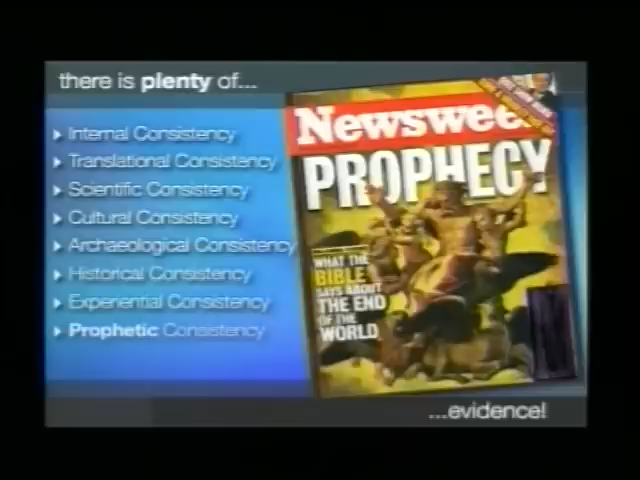 there is plenty of...
Internal Consistency
Translational Consistency
Scientific Consistency
Cultural Consistency
Archaeological Consistency
Historical Consistency
Experiential Consistency
Prophetic Consistency
Newswee
PROPHECY
WHAT THE
BIBLE
SAYS ABOUT
THE END
OF THE
WORLD
...evidence!